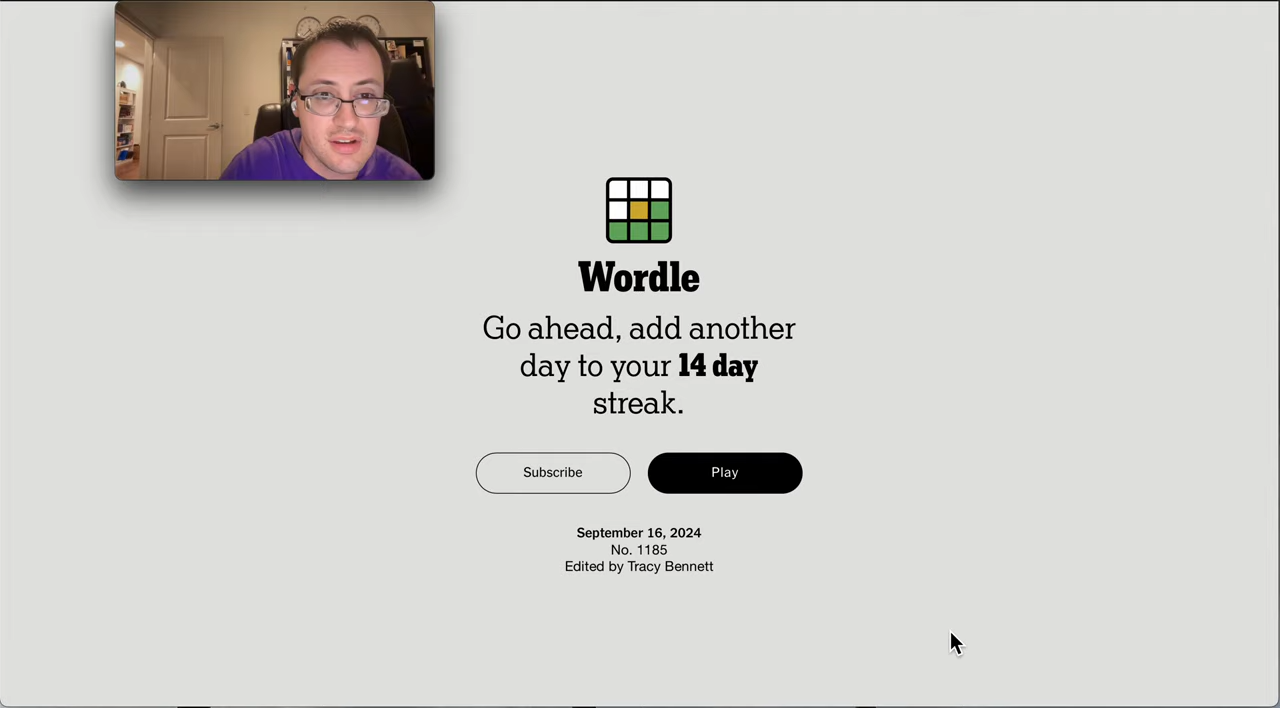 Wordle
Go ahead, add another
day to your 14 day
streak.
Subscribe
Play
September 16, 2024
No. 1185
Edited by Tracy Bennett